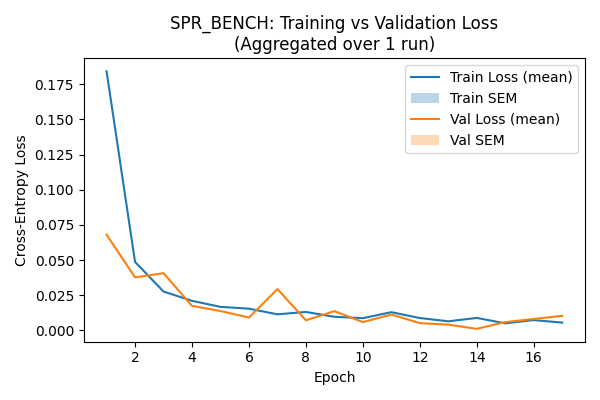 SPR_BENCH: Training vs Validation Loss
(Aggregated over 1 run)
Train Loss (mean)
Train SEM
Val Loss (mean)
Val SEM
Cross-Entropy Loss
0.175
0.150
0.125
0.100
0.075
0.050
0.025
0.000
2 4 6 8 10 12 14 16
Epoch